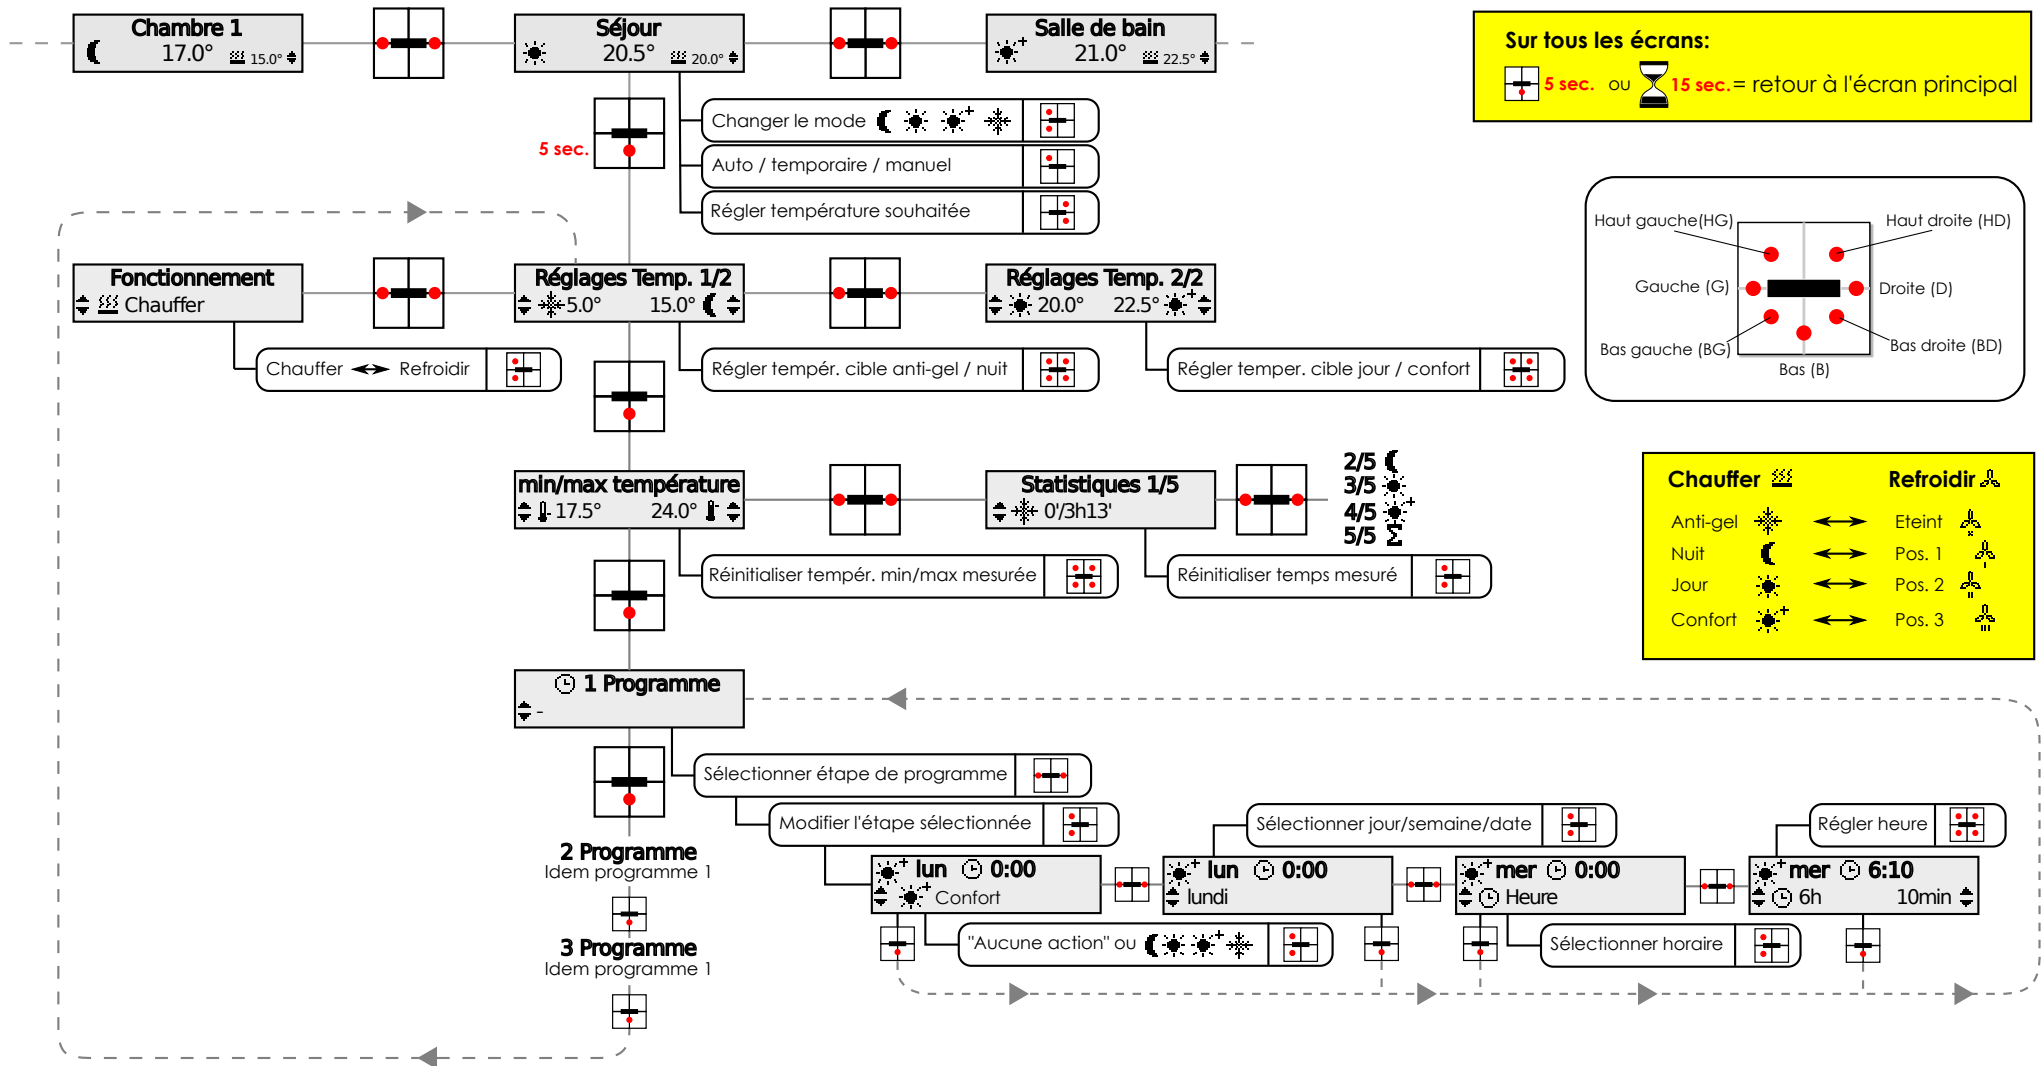 Chambre 1
17.0° 15.0°
Séjour
20.5° 20.0°
Salle de bain
21.0° 22.5°
Sur tous les écrans:
5 sec. ou 15 sec. = retour à l'écran principal
5 sec.
Changer le mode
Auto / temporaire / manuel
Régler température souhaitée
Haut gauche(HG)
Haut droite (HD)
Gauche (G)
Droite (D)
Bas gauche (BG)
Bas droite (BD)
Bas (B)
Fonctionnement
Chauffer
Réglages Temp. 1/2
5.0° 15.0°
Réglages Temp. 2/2
20.0° 22.5°
Chauffer Refroidir
Régler tempér. cible anti-gel / nuit
Régler temper. cible jour / confort
min/max température
17.5° 24.0°
Statistiques 1/5
0'/3h13'
2/5
3/5
4/5
5/5 Σ
Réinitialiser tempér. min/max mesurée
Réinitialiser temps mesuré
Chauffer Refroidir
Anti-gel Eteint
Nuit Pos. 1
Jour Pos. 2
Confort Pos. 3
1 Programme
-
Sélectionner étape de programme
Modifier l'étape sélectionnée
Sélectionner jour/semaine/date
Régler heure
2 Programme
Idem programme 1
3 Programme
Idem programme 1
lun 0:00
Confort
lun 0:00
lundi
mer 0:00
Heure
mer 6:10
6h 10min
"Aucune action" ou
Sélectionner horaire